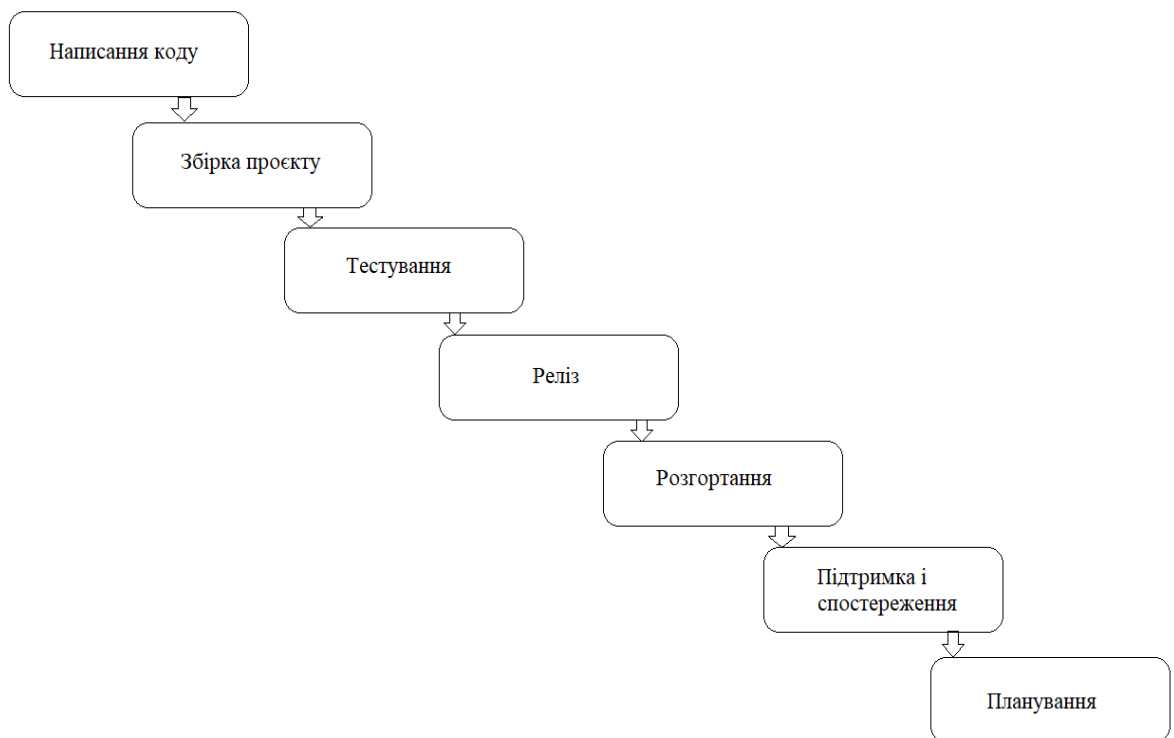 Написання коду
Збірка проєкту
Тестування
Реліз
Розгортання
Підтримка і
спостереження
Планування